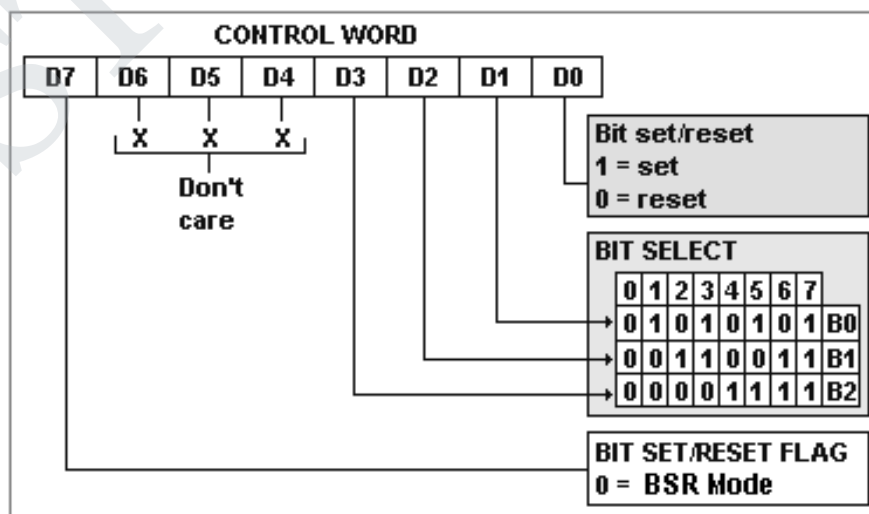 CONTROL WORD
D7 D6 D5 D4 D3 D2 D1 D0
X X X
Don't
care
Bit set/reset
1 = set
0 = reset
BIT SELECT
0 1 2 3 4 5 6 7
0 1 0 1 0 1 0 1 B0
0 0 1 1 0 0 1 1 B1
0 0 0 0 1 1 1 1 B2
BIT SET/RESET FLAG
0 = BSR Mode